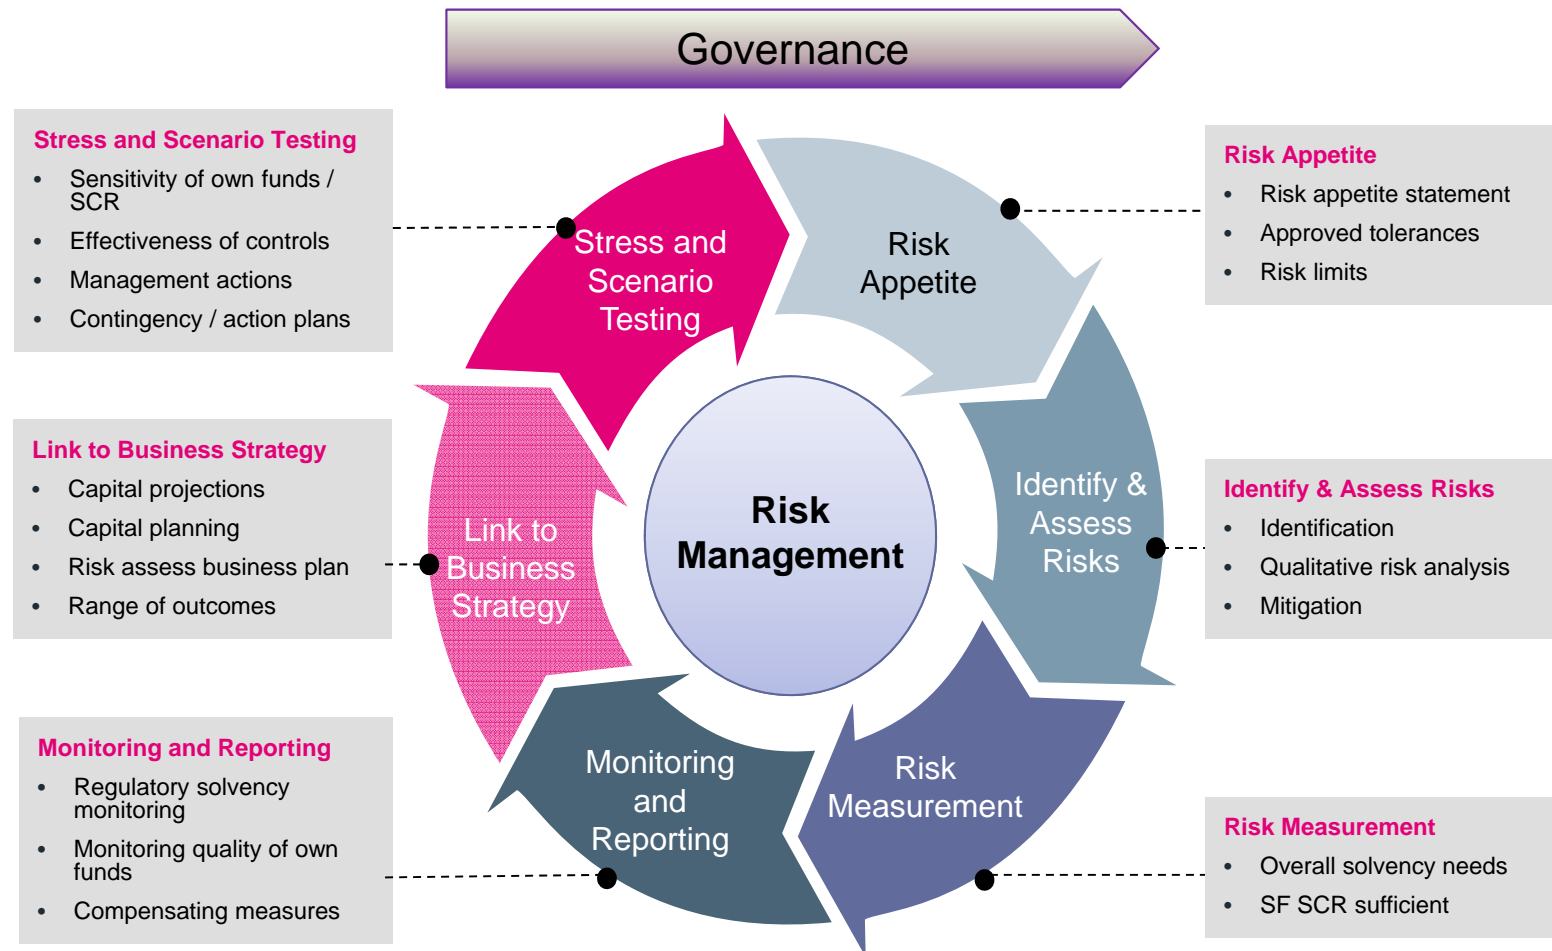 Governance
Stress and Scenario Testing
• Sensitivity of own funds /
SCR
• Effectiveness of controls
• Management actions
• Contingency / action plans
Link to Business Strategy
• Capital projections
• Capital planning
• Risk assess business plan
• Range of outcomes
Monitoring and Reporting
• Regulatory solvency
monitoring
• Monitoring quality of own
funds
• Compensating measures
Stress and
Scenario
Testing
Risk
Appetite
Identify &
Assess
Risks
Risk
Measurement
Monitoring
and
Reporting
Link to
Business
Strategy
Risk
Management
Risk Appetite
• Risk appetite statement
• Approved tolerances
• Risk limits
Identify & Assess Risks
• Identification
• Qualitative risk analysis
• Mitigation
Risk Measurement
• Overall solvency needs
• SF SCR sufficient